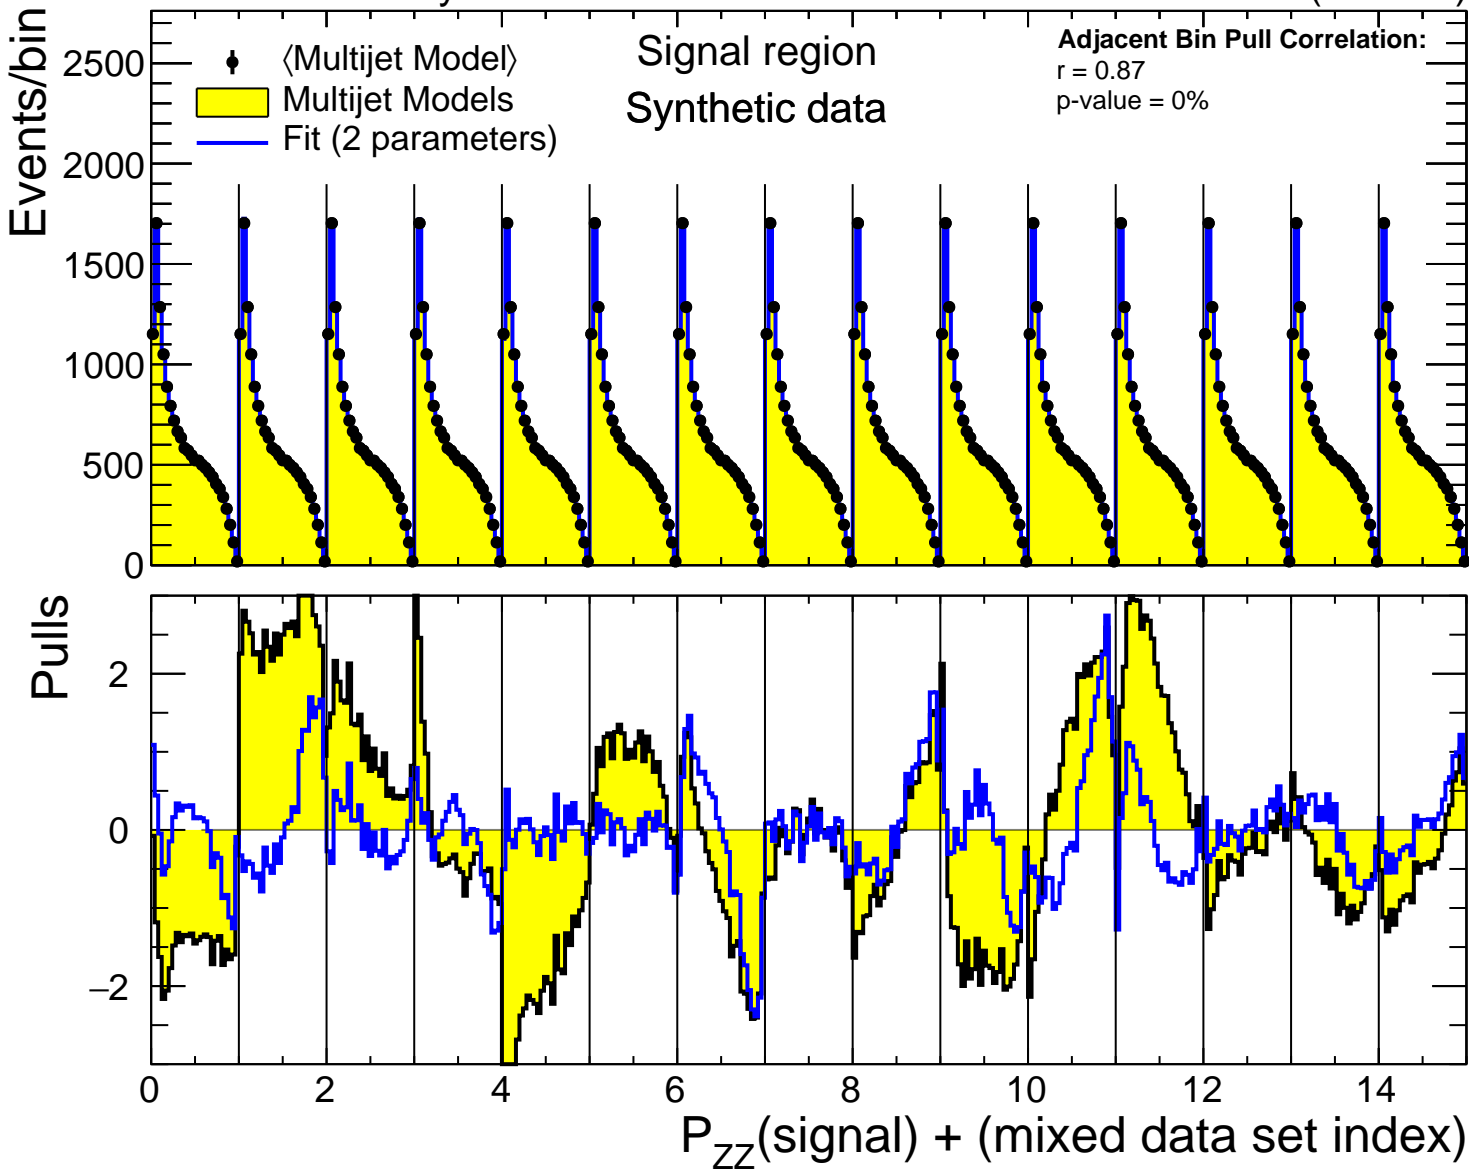 Events/bin
2500
2000
1500
1000
500
0
⟨Multijet Model⟩
Multijet Models
Fit (2 parameters)
Signal region
Synthetic data
Adjacent Bin Pull Correlation:
r = 0.87
p-value = 0%
Pulls
2
0
−2
0 2 4 6 8 10 12 14
P_ZZ(signal) + (mixed data set index)